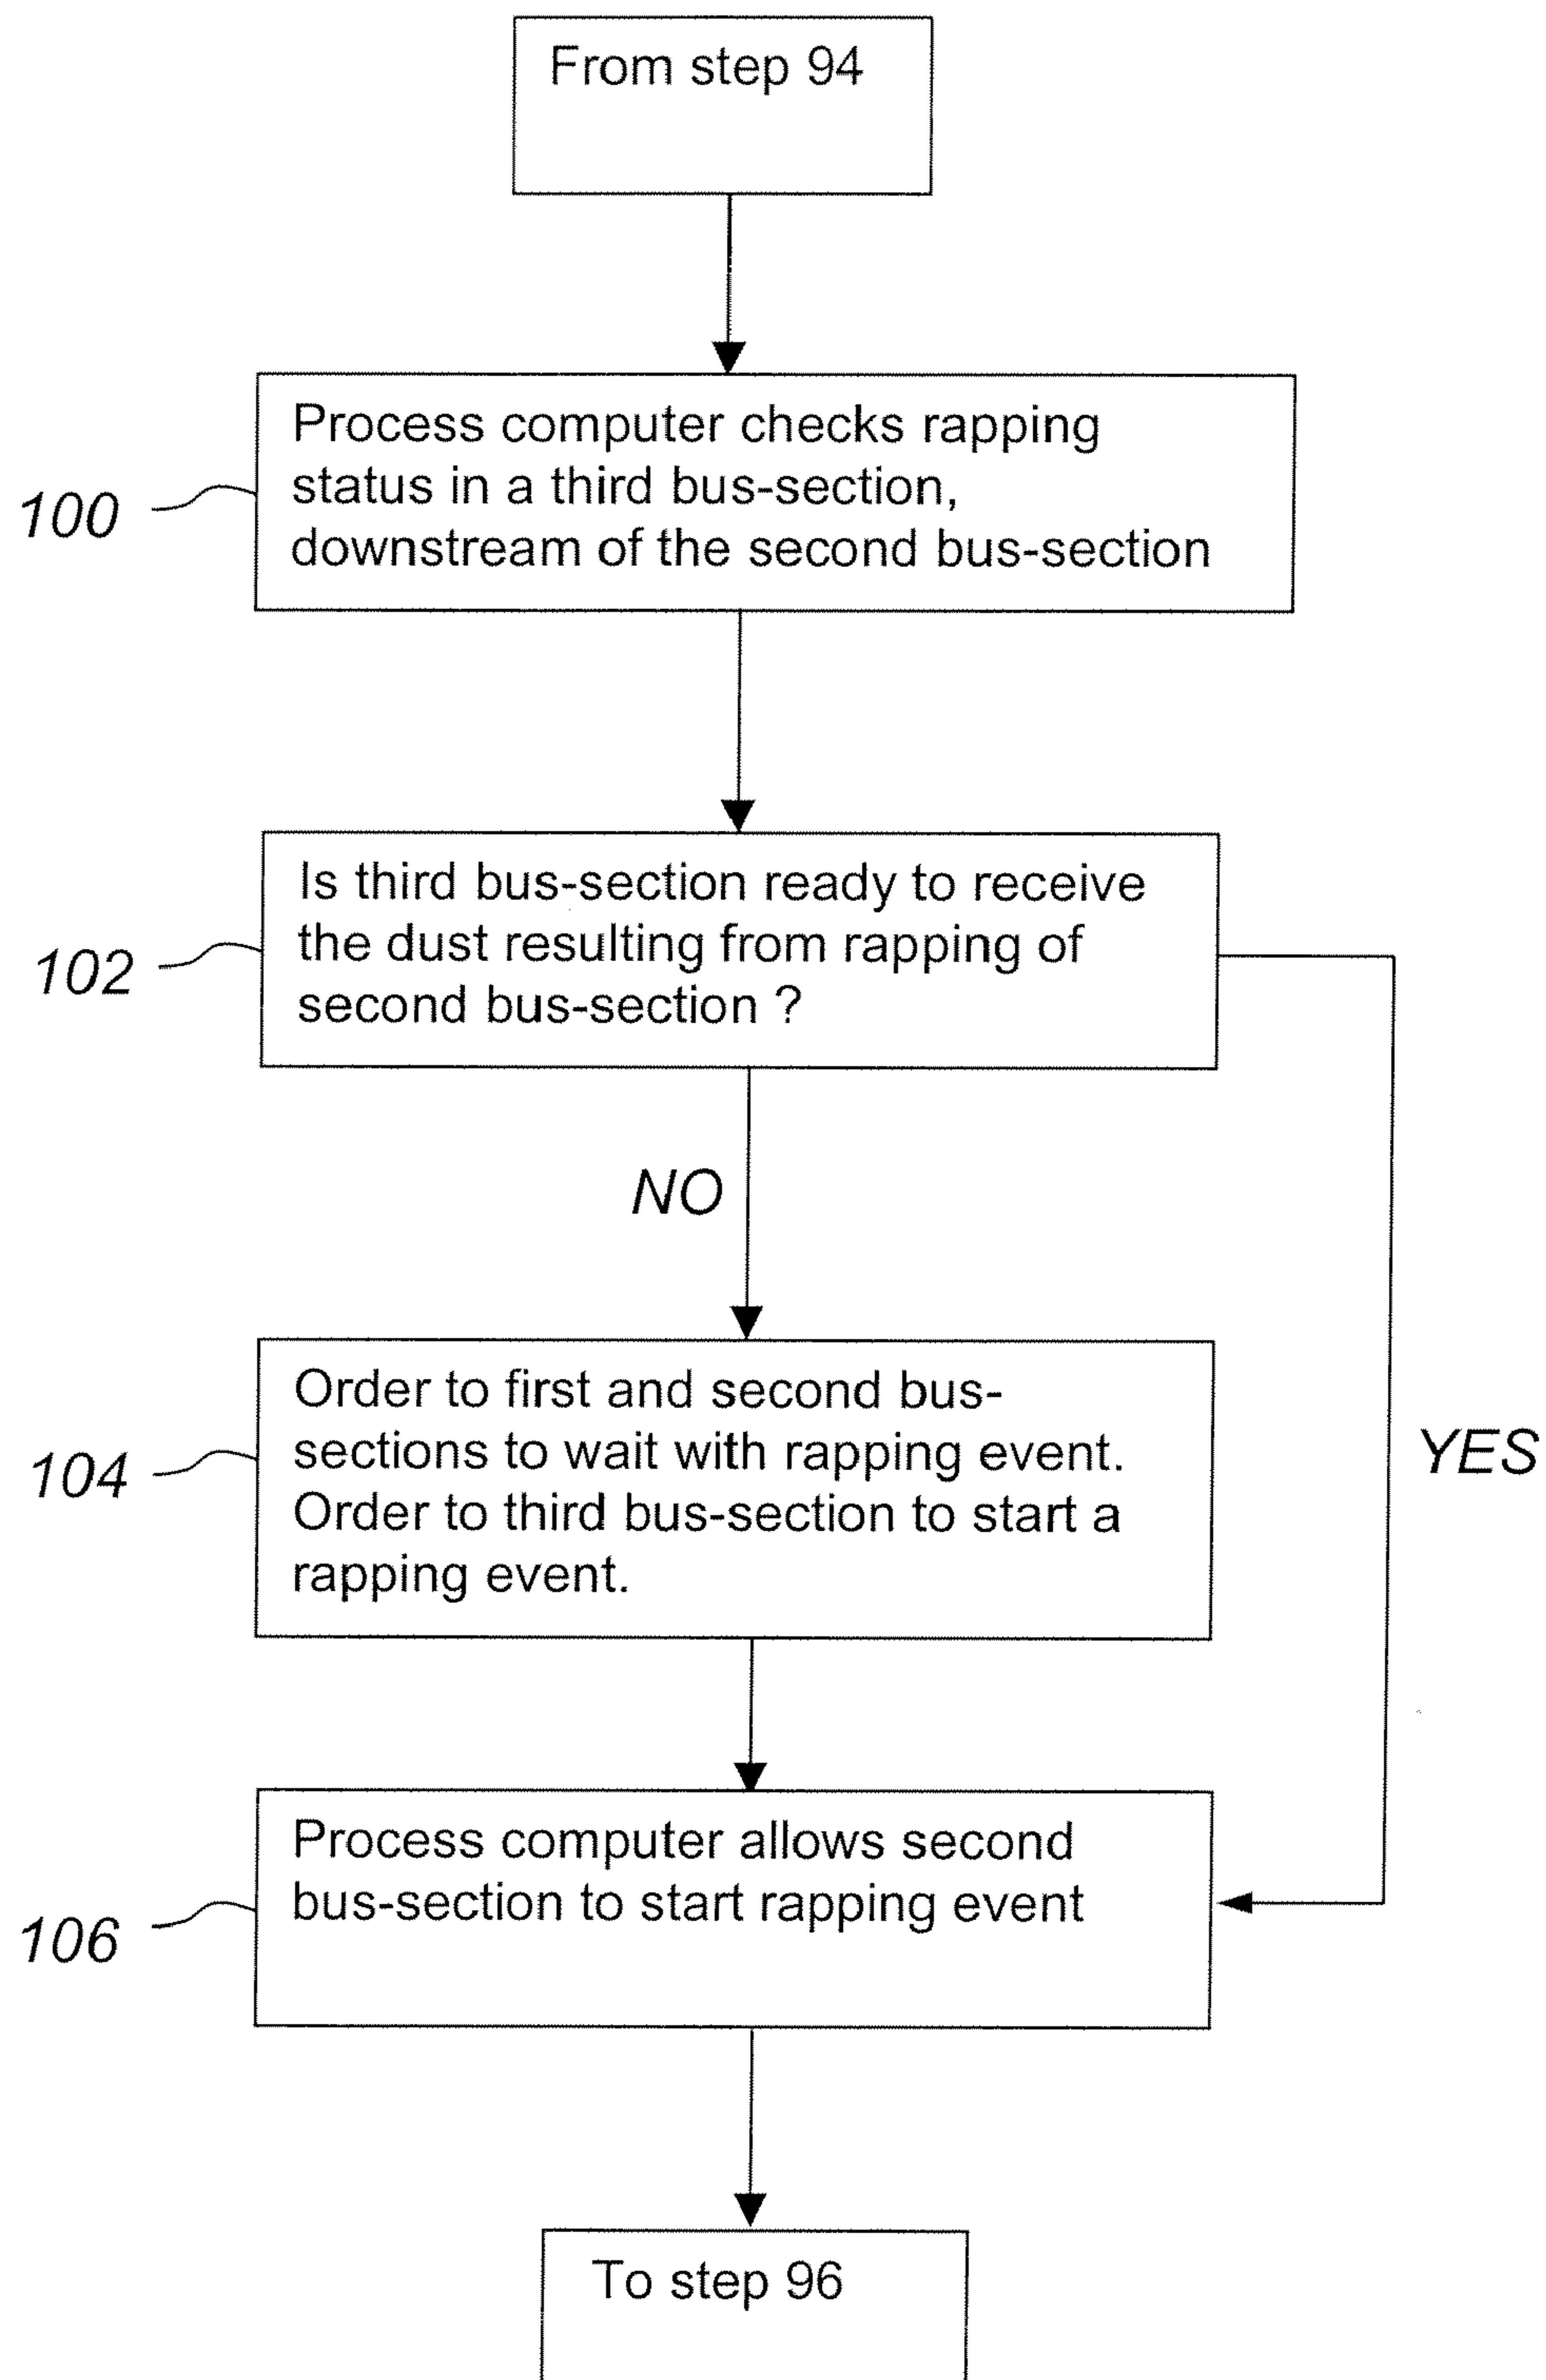 From step 94
Process computer checks rapping
status in a third bus-section,
downstream of the second bus-section
100
Is third bus-section ready to receive
the dust resulting from rapping of
second bus-section ?
102
NO
Order to first and second bus-
sections to wait with rapping event.
Order to third bus-section to start a
rapping event.
104
YES
Process computer allows second
bus-section to start rapping event
106
To step 96